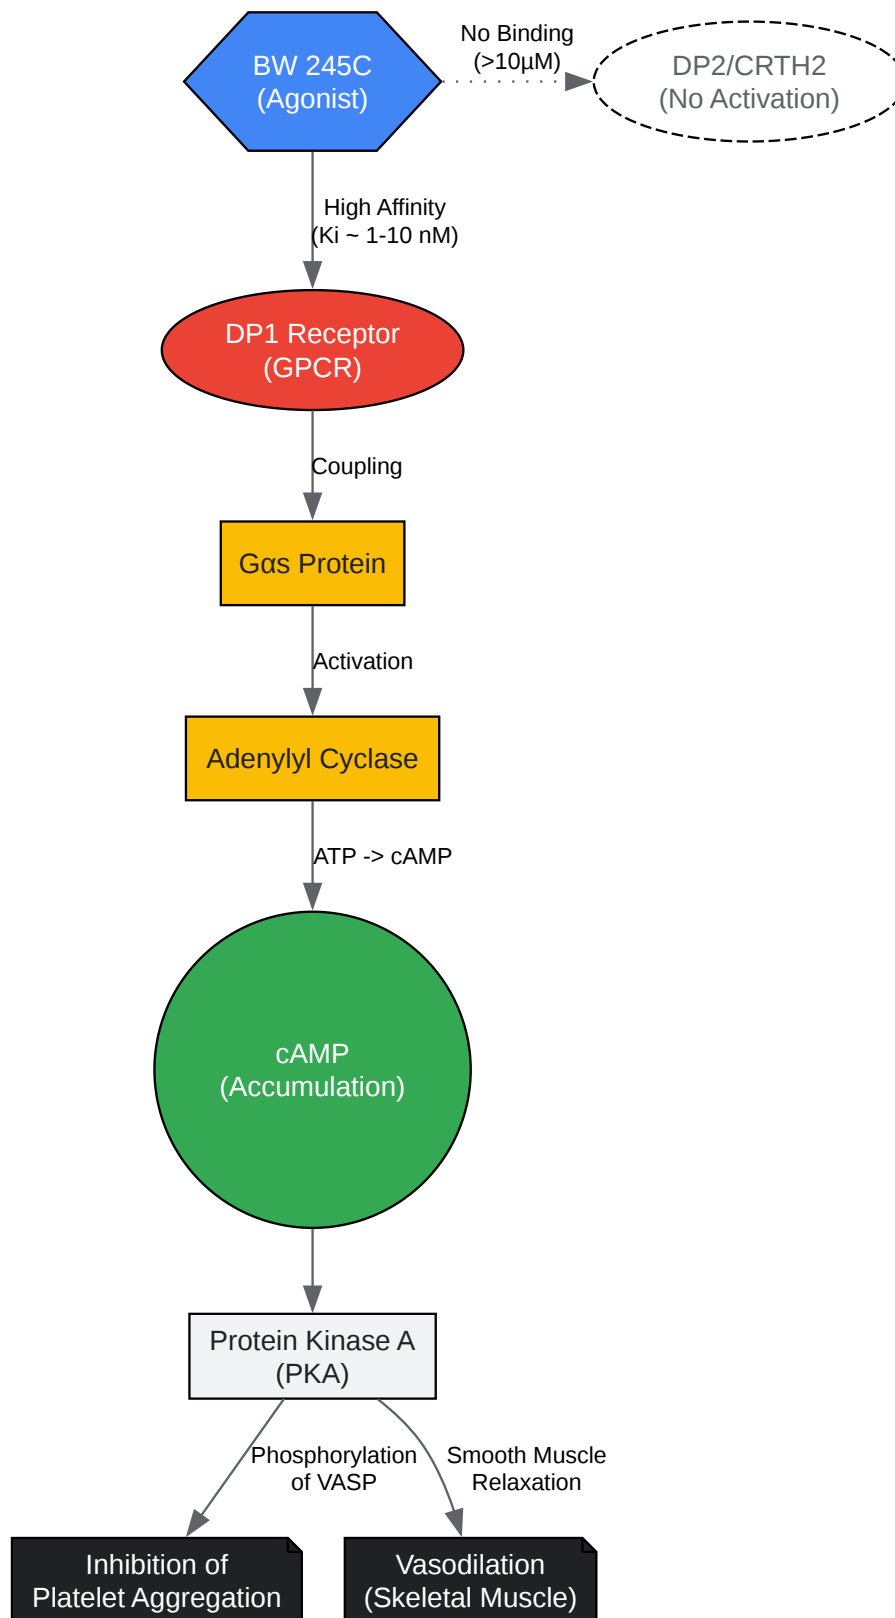 BW 245C
(Agonist)
No Binding
(>10µM)
DP2/CRTH2
(No Activation)
High Affinity
(Ki ~ 1-10 nM)
DP1 Receptor
(GPCR)
Coupling
Gαs Protein
Activation
Adenylyl Cyclase
ATP -> cAMP
cAMP
(Accumulation)
Protein Kinase A
(PKA)
Phosphorylation
of VASP
Smooth Muscle
Relaxation
Inhibition of
Platelet Aggregation
Vasodilation
(Skeletal Muscle)